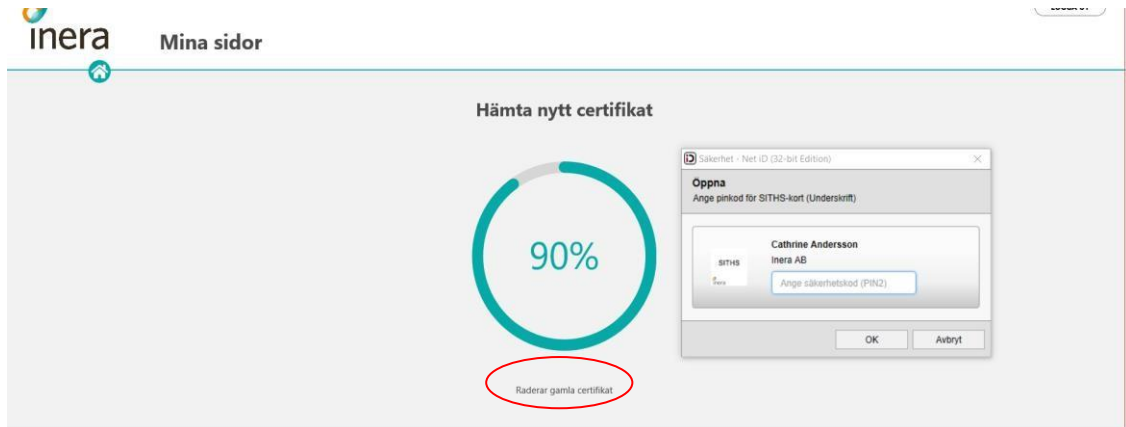 inera
Mina sidor
Hämta nytt certifikat
90%
Raderar gamla certifikat
Säkerhet - Net iD (32-bit Edition)
Öppna
Ange pinkod för SITHS-kort (Underskrift)
SITHS
inera
Cathrine Andersson
Inera AB
Ange säkerhetskod (PIN2)
OK
Avbryt